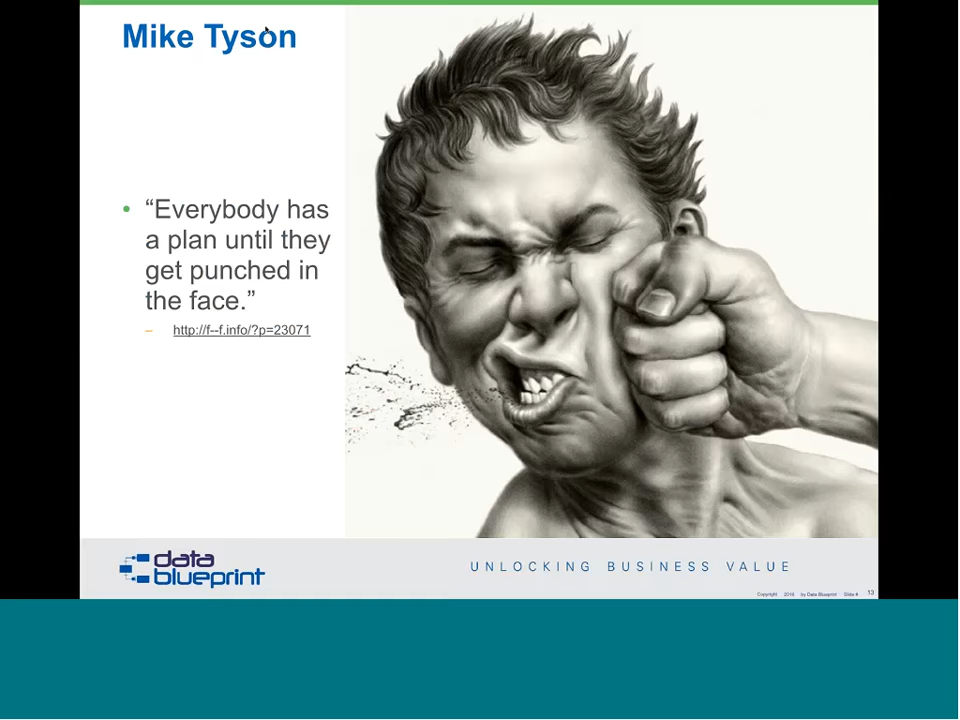 Mike Tyson
• “Everybody has
a plan until they
get punched in
the face.”
– http://f--f.info/?p=23071
data
blueprint
UNLOCKING BUSINESS VALUE
Copyright 2016 by Data Blueprint Slide # 13